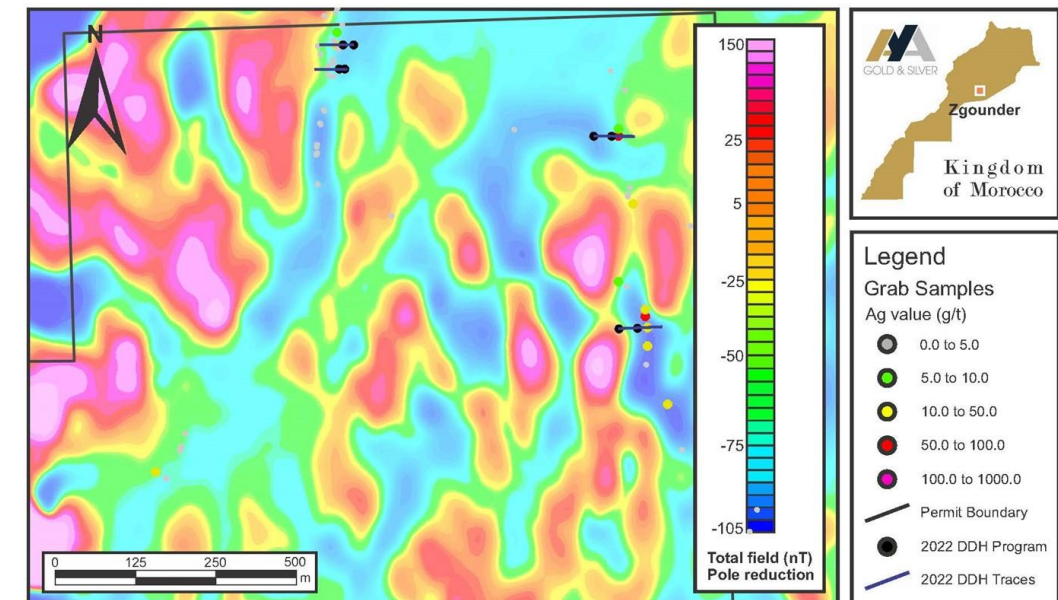 N
150
25
5
-25
-50
-75
-105
Total field (nT)
Pole reduction
0 125 250 500
m
AYA
GOLD & SILVER
Zgounder
Kingdom
of Morocco
Legend
Grab Samples
Ag value (g/t)
0.0 to 5.0
5.0 to 10.0
10.0 to 50.0
50.0 to 100.0
100.0 to 1000.0
Permit Boundary
2022 DDH Program
2022 DDH Traces